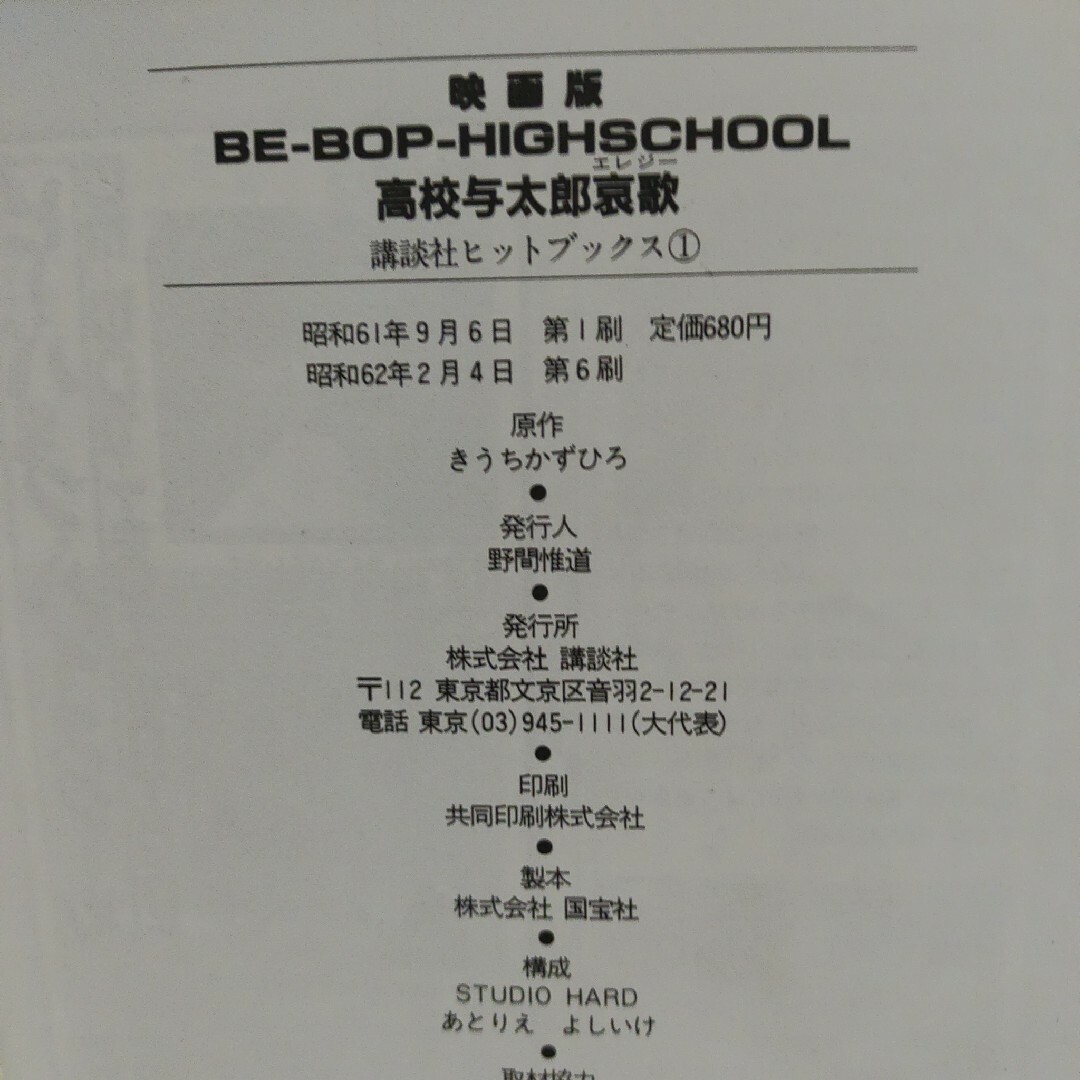 映画版
BE-BOP-HIGHSCHOOL
エレジー
高校与太郎哀歌
講談社ヒットブックス①
昭和61年9月6日 第1刷 定価680円
昭和62年2月4日 第6刷
原作
きうちかずひろ
●
発行人
野間惟道
●
発行所
株式会社 講談社
〒112 東京都文京区音羽2-12-21
電話 東京(03)945-1111(大代表)
●
印刷
共同印刷株式会社
●
製本
株式会社 国宝社
●
構成
STUDIO HARD
あとりえ よしいけ
●
取材協力